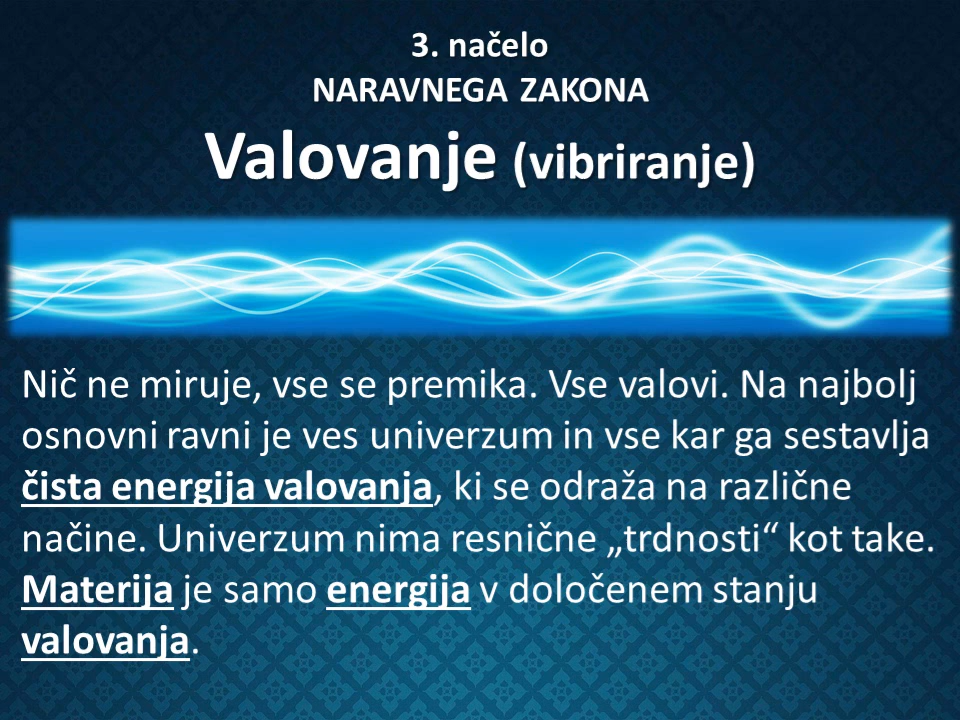 3. načelo
NARAVNEGA ZAKONA
Valovanje (vibriranje)
Nič ne miruje, vse se premika. Vse valovi. Na najbolj
osnovni ravni je ves univerzum in vse kar ga sestavlja
čista energija valovanja, ki se odraža na različne
načine. Univerzum nima resnične „trdnosti“ kot take.
Materija je samo energija v določenem stanju
valovanja.